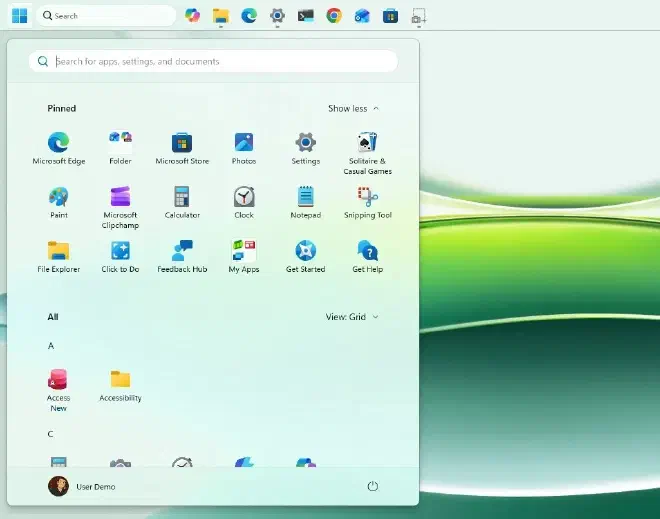 Search
Search for apps, settings, and documents
Pinned
Show less
Microsoft Edge
Folder
Microsoft Store
Photos
Settings
Solitaire &
Casual Games
Paint
Microsoft
Clipchamp
Calculator
Clock
Notepad
Snipping Tool
File Explorer
Click to Do
Feedback Hub
My Apps
Get Started
Get Help
All
View: Grid
A
Access
New
Accessibility
C
User Demo